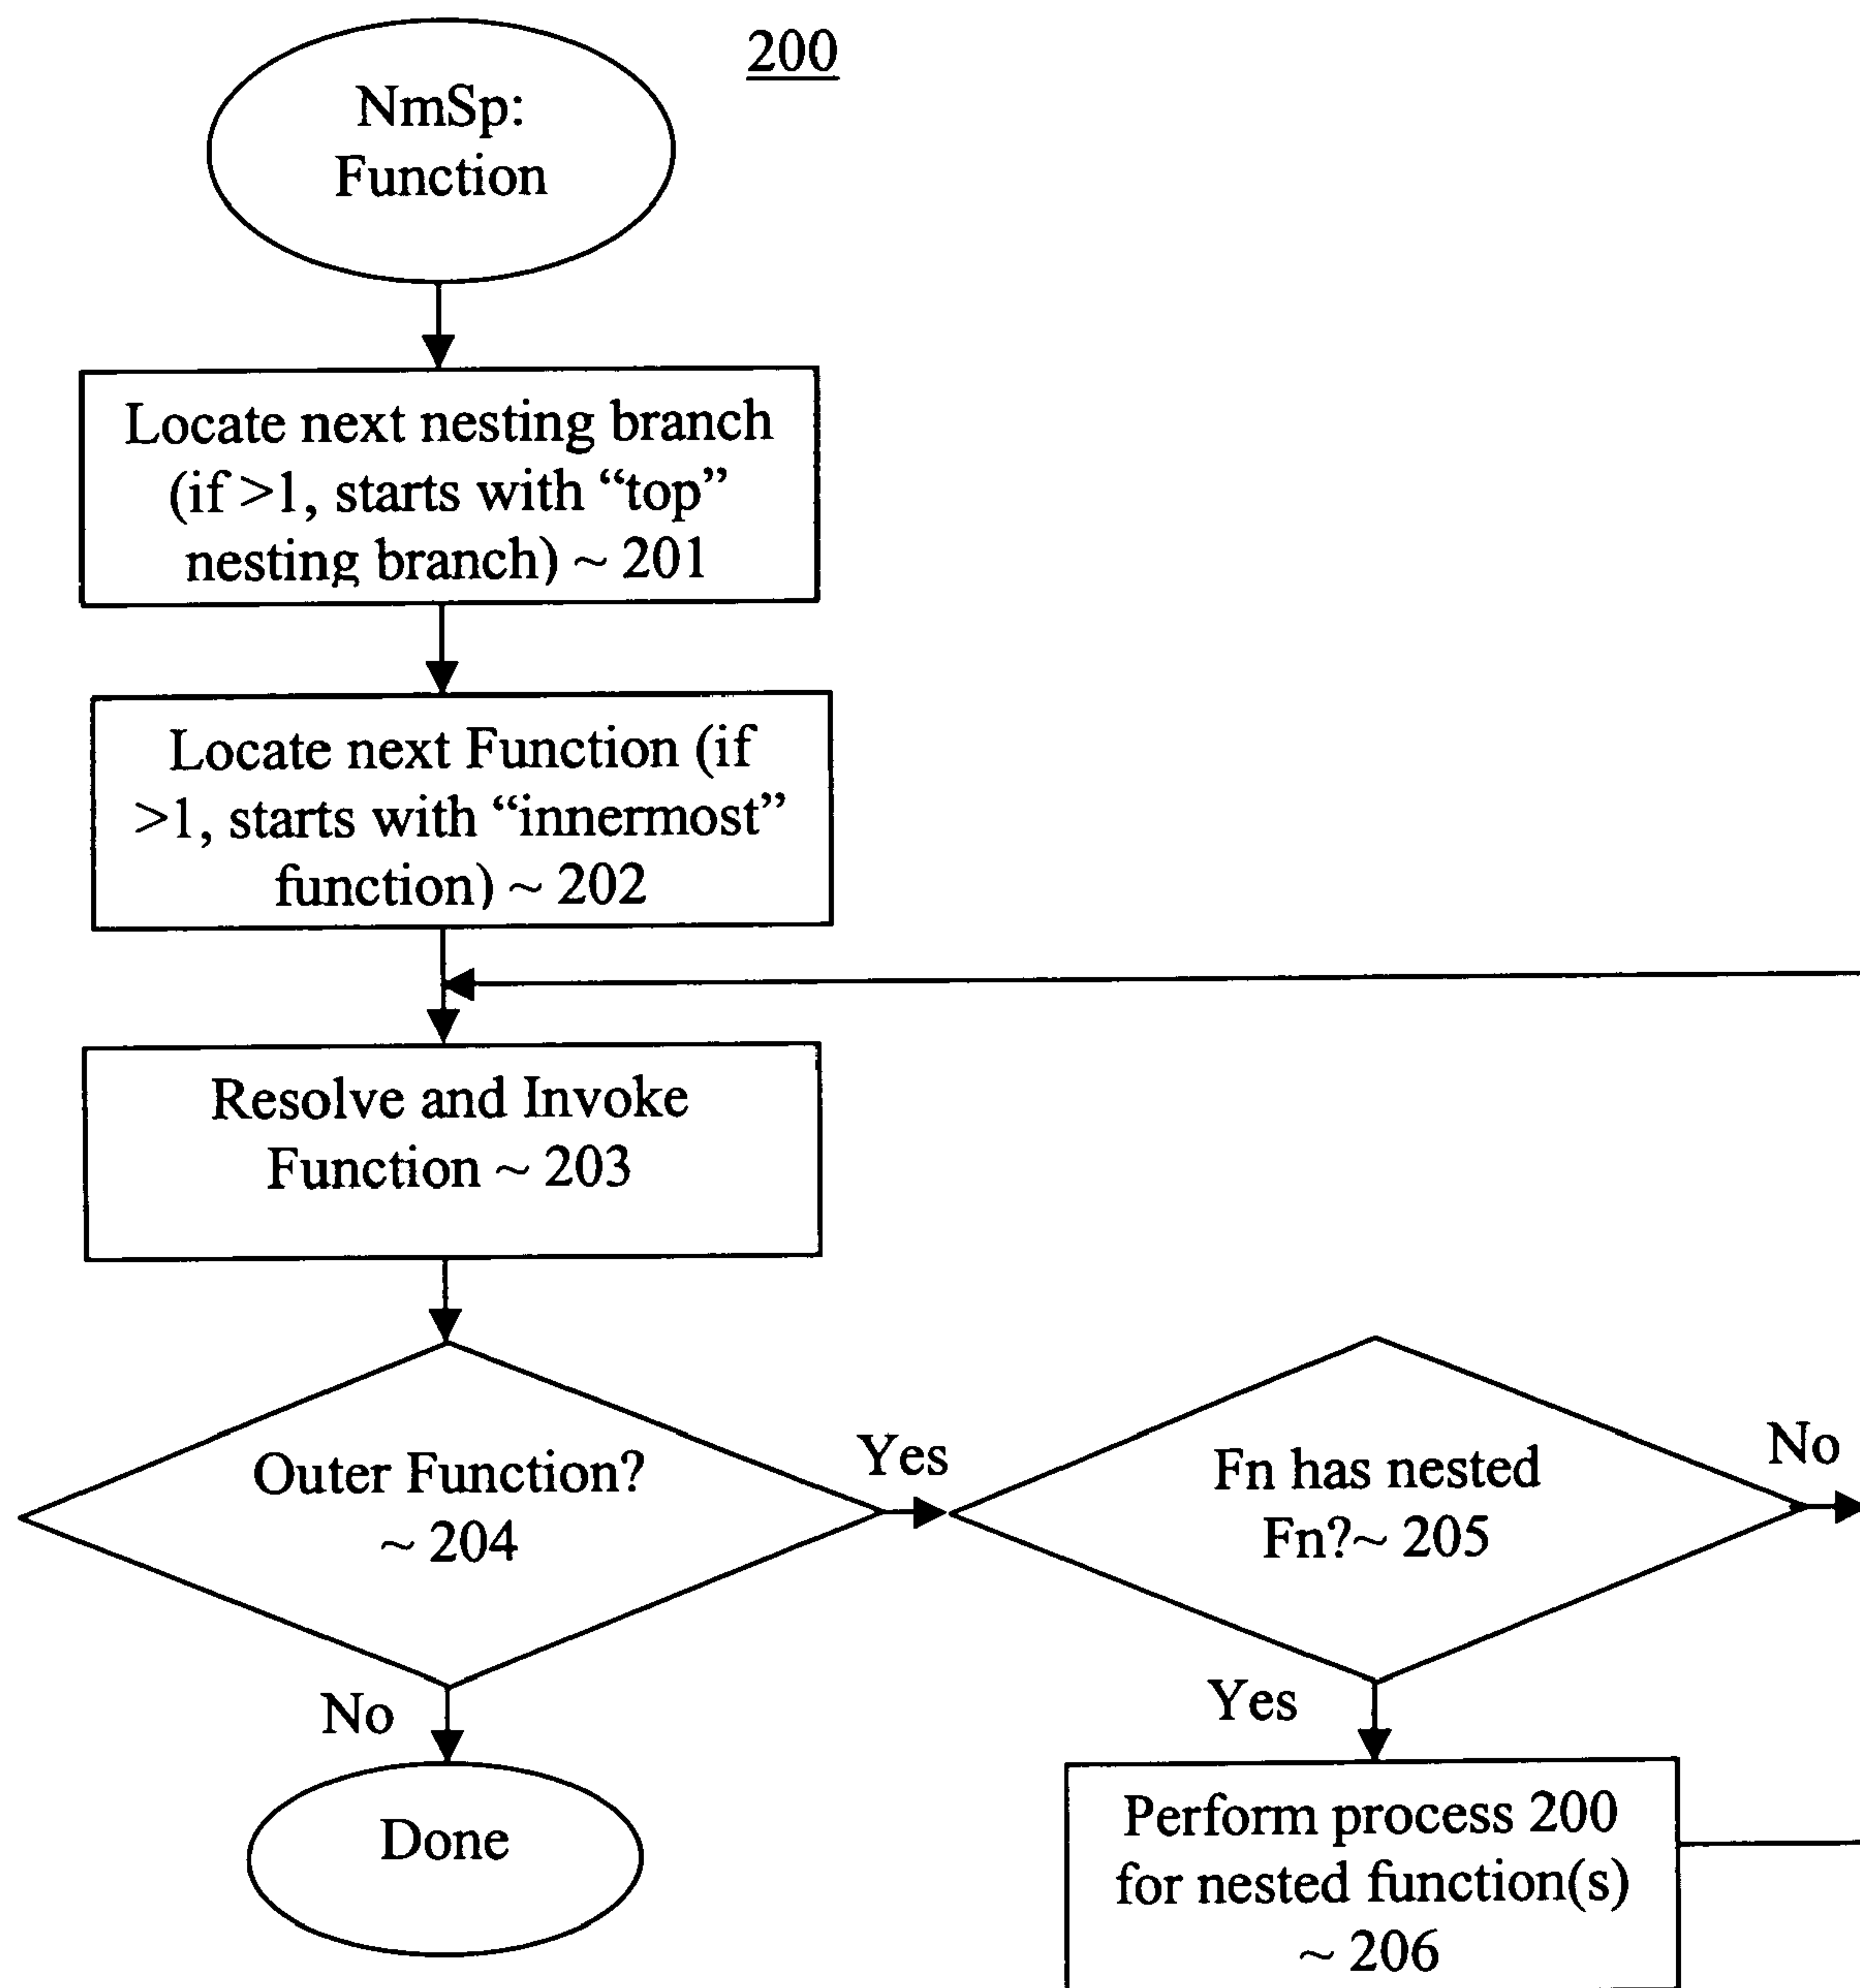 200
NmSp:
Function
Locate next nesting branch
(if >1, starts with “top”
nesting branch) ~ 201
Locate next Function (if
>1, starts with “innermost”
function) ~ 202
Resolve and Invoke
Function ~ 203
Outer Function?
~ 204
Yes
Fn has nested
Fn?~ 205
No
No
Yes
Done
Perform process 200
for nested function(s)
~ 206